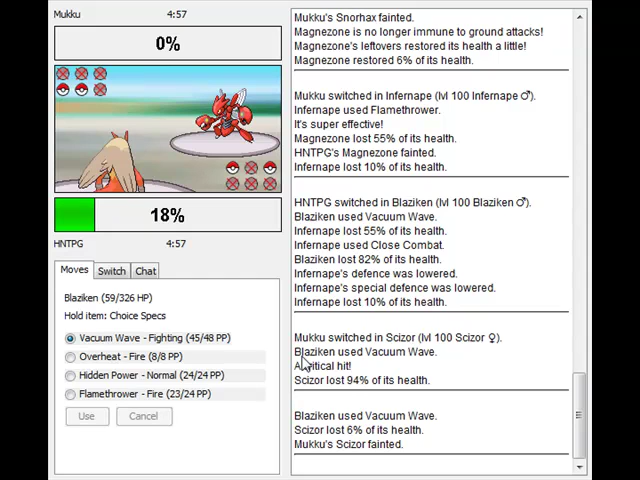 Mukku 4:57
0%
18%
HNTPG 4:57
Moves Switch Chat
Blaziken (59/326 HP)
Hold item: Choice Specs
Vacuum Wave - Fighting (45/48 PP)
Overheat - Fire (8/8 PP)
Hidden Power - Normal (24/24 PP)
Flamethrower - Fire (23/24 PP)
Use Cancel
Mukku's Snorhax fainted.
Magnezone is no longer immune to ground attacks!
Magnezone's leftovers restored its health a little!
Magnezone restored 6% of its health.
Mukku switched in Infernape (lvl 100 Infernape ♂).
Infernape used Flamethrower.
It's super effective!
Magnezone lost 55% of its health.
HNTPG's Magnezone fainted.
Infernape lost 10% of its health.
HNTPG switched in Blaziken (lvl 100 Blaziken ♂).
Blaziken used Vacuum Wave.
Infernape lost 55% of its health.
Infernape used Close Combat.
Blaziken lost 82% of its health.
Infernape's defence was lowered.
Infernape's special defence was lowered.
Infernape lost 10% of its health.
Mukku switched in Scizor (lvl 100 Scizor ♀).
Blaziken used Vacuum Wave.
A critical hit!
Scizor lost 94% of its health.
Blaziken used Vacuum Wave.
Scizor lost 6% of its health.
Mukku's Scizor fainted.